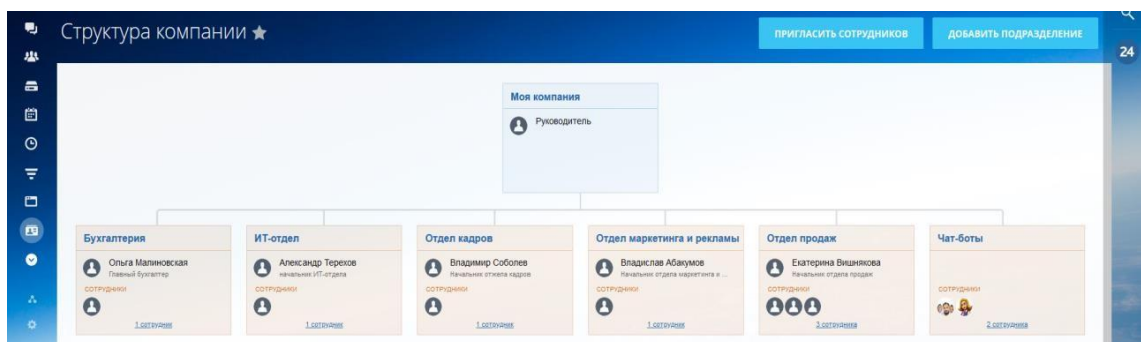 Структура компании
ПРИГЛАСИТЬ СОТРУДНИКОВ
ДОБАВИТЬ ПОДРАЗДЕЛЕНИЕ
24
Моя компания
Руководитель
Бухгалтерия
Ольга Малиновская
Главный бухгалтер
СОТРУДНИКИ
1 сотрудник
ИТ-отдел
Александр Терехов
начальник ИТ-отдела
СОТРУДНИКИ
1 сотрудник
Отдел кадров
Владимир Соболев
Начальник отдела кадров
СОТРУДНИКИ
1 сотрудник
Отдел маркетинга и рекламы
Владислав Абакумов
Начальник отдела маркетинга и ...
СОТРУДНИКИ
1 сотрудник
Отдел продаж
Екатерина Вишнякова
Начальник отдела продаж
СОТРУДНИКИ
3 сотрудника
Чат-боты
СОТРУДНИКИ
2 сотрудника